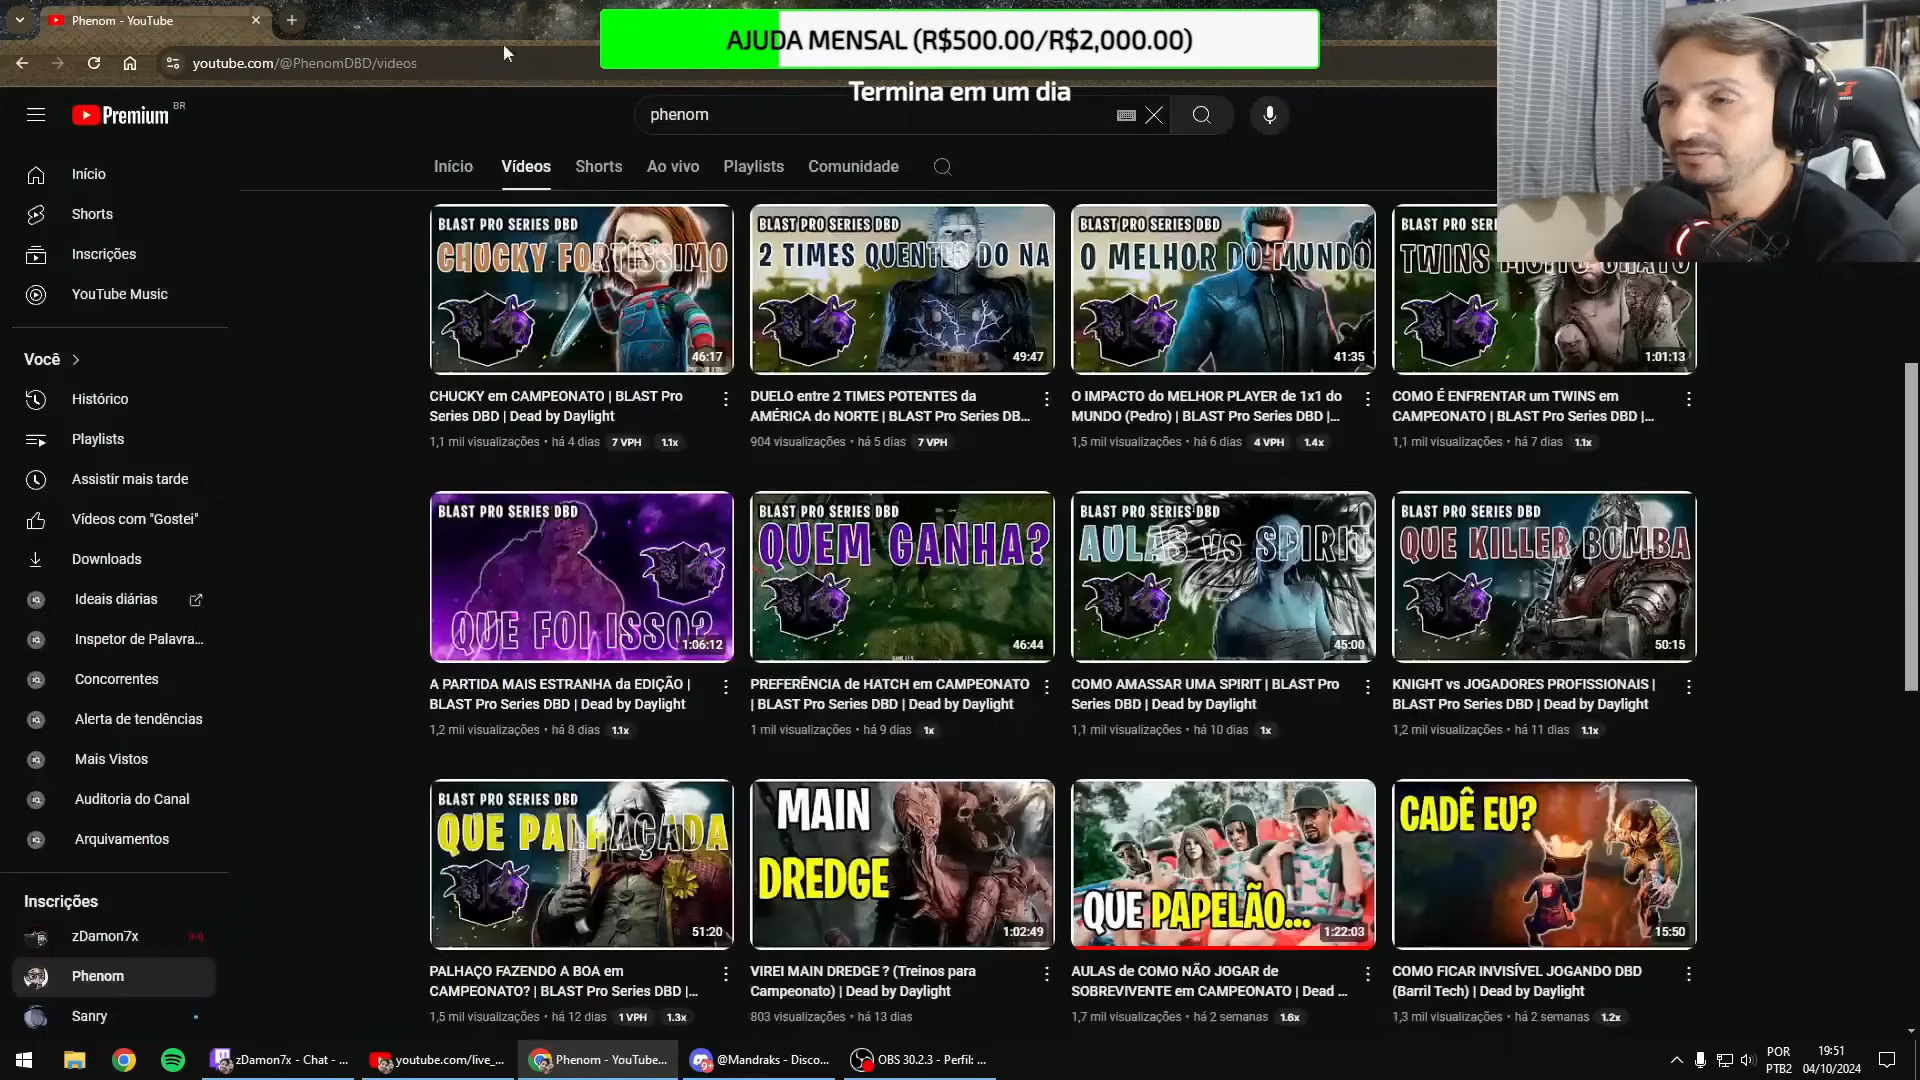 Phenom - YouTube
youtube.com/@PhenomDBD/videos
AJUDA MENSAL (R$500.00/R$2,000.00)
Termina em um dia
Premium
BR
phenom
Início
Vídeos
Shorts
Ao vivo
Playlists
Comunidade
Início
Shorts
Inscrições
YouTube Music
Você
Histórico
Playlists
Assistir mais tarde
Vídeos com "Gostei"
Downloads
Ideais diárias
Inspetor de Palavra...
Concorrentes
Alerta de tendências
Mais Vistos
Auditoria do Canal
Arquivamentos
Inscrições
zDamon7x
Phenom
Sanry
BLAST PRO SERIES DBD
CHUCKY FORTÍSSIMO
46:17
CHUCKY em CAMPEONATO | BLAST Pro
Series DBD | Dead by Daylight
1,1 mil visualizações • há 4 dias 7 VPH 1.1x
BLAST PRO SERIES DBD
2 TIMES QUENTES DO NA
49:47
DUELO entre 2 TIMES POTENTES da
AMÉRICA do NORTE | BLAST Pro Series DB...
904 visualizações • há 5 dias 7 VPH
BLAST PRO SERIES DBD
O MELHOR DO MUNDO
41:35
O IMPACTO do MELHOR PLAYER de 1x1 do
MUNDO (Pedro) | BLAST Pro Series DBD |...
1,5 mil visualizações • há 6 dias 4 VPH 1.4x
BLAST PRO SERIES DBD
TWINS MUITO CHATO
1:01:13
COMO É ENFRENTAR um TWINS em
CAMPEONATO | BLAST Pro Series DBD |...
1,1 mil visualizações • há 7 dias 1.1x
BLAST PRO SERIES DBD
QUE FOI ISSO?
1:06:12
A PARTIDA MAIS ESTRANHA da EDIÇÃO |
BLAST Pro Series DBD | Dead by Daylight
1,2 mil visualizações • há 8 dias 1.1x
BLAST PRO SERIES DBD
QUEM GANHA?
46:44
PREFERÊNCIA de HATCH em CAMPEONATO
| BLAST Pro Series DBD | Dead by Daylight
1 mil visualizações • há 9 dias 1x
BLAST PRO SERIES DBD
AULAS vs SPIRIT
45:00
COMO AMASSAR UMA SPIRIT | BLAST Pro
Series DBD | Dead by Daylight
1,1 mil visualizações • há 10 dias 1x
BLAST PRO SERIES DBD
QUE KILLER BOMBA
50:15
KNIGHT vs JOGADORES PROFISSIONAIS |
BLAST Pro Series DBD | Dead by Daylight
1,2 mil visualizações • há 11 dias 1.1x
BLAST PRO SERIES DBD
QUE PALHAÇADA
51:20
PALHAÇO FAZENDO A BOA em
CAMPEONATO? | BLAST Pro Series DBD |...
1,5 mil visualizações • há 12 dias 1 VPH 1.3x
MAIN
DREDGE
1:02:49
VIREI MAIN DREDGE ? (Treinos para
Campeonato) | Dead by Daylight
803 visualizações • há 13 dias
QUE PAPELÃO...
1:22:03
AULAS de COMO NÃO JOGAR de
SOBREVIVENTE em CAMPEONATO | Dead ...
1,7 mil visualizações • há 2 semanas 1.6x
CADÊ EU?
15:50
COMO FICAR INVISÍVEL JOGANDO DBD
(Barril Tech) | Dead by Daylight
1,3 mil visualizações • há 2 semanas 1.2x
zDamon7x - Chat - ...
youtube.com/live_...
Phenom - YouTube...
@Mandraks - Disco...
OBS 30.2.3 - Perfil: ...
POR
PTB2
19:51
04/10/2024